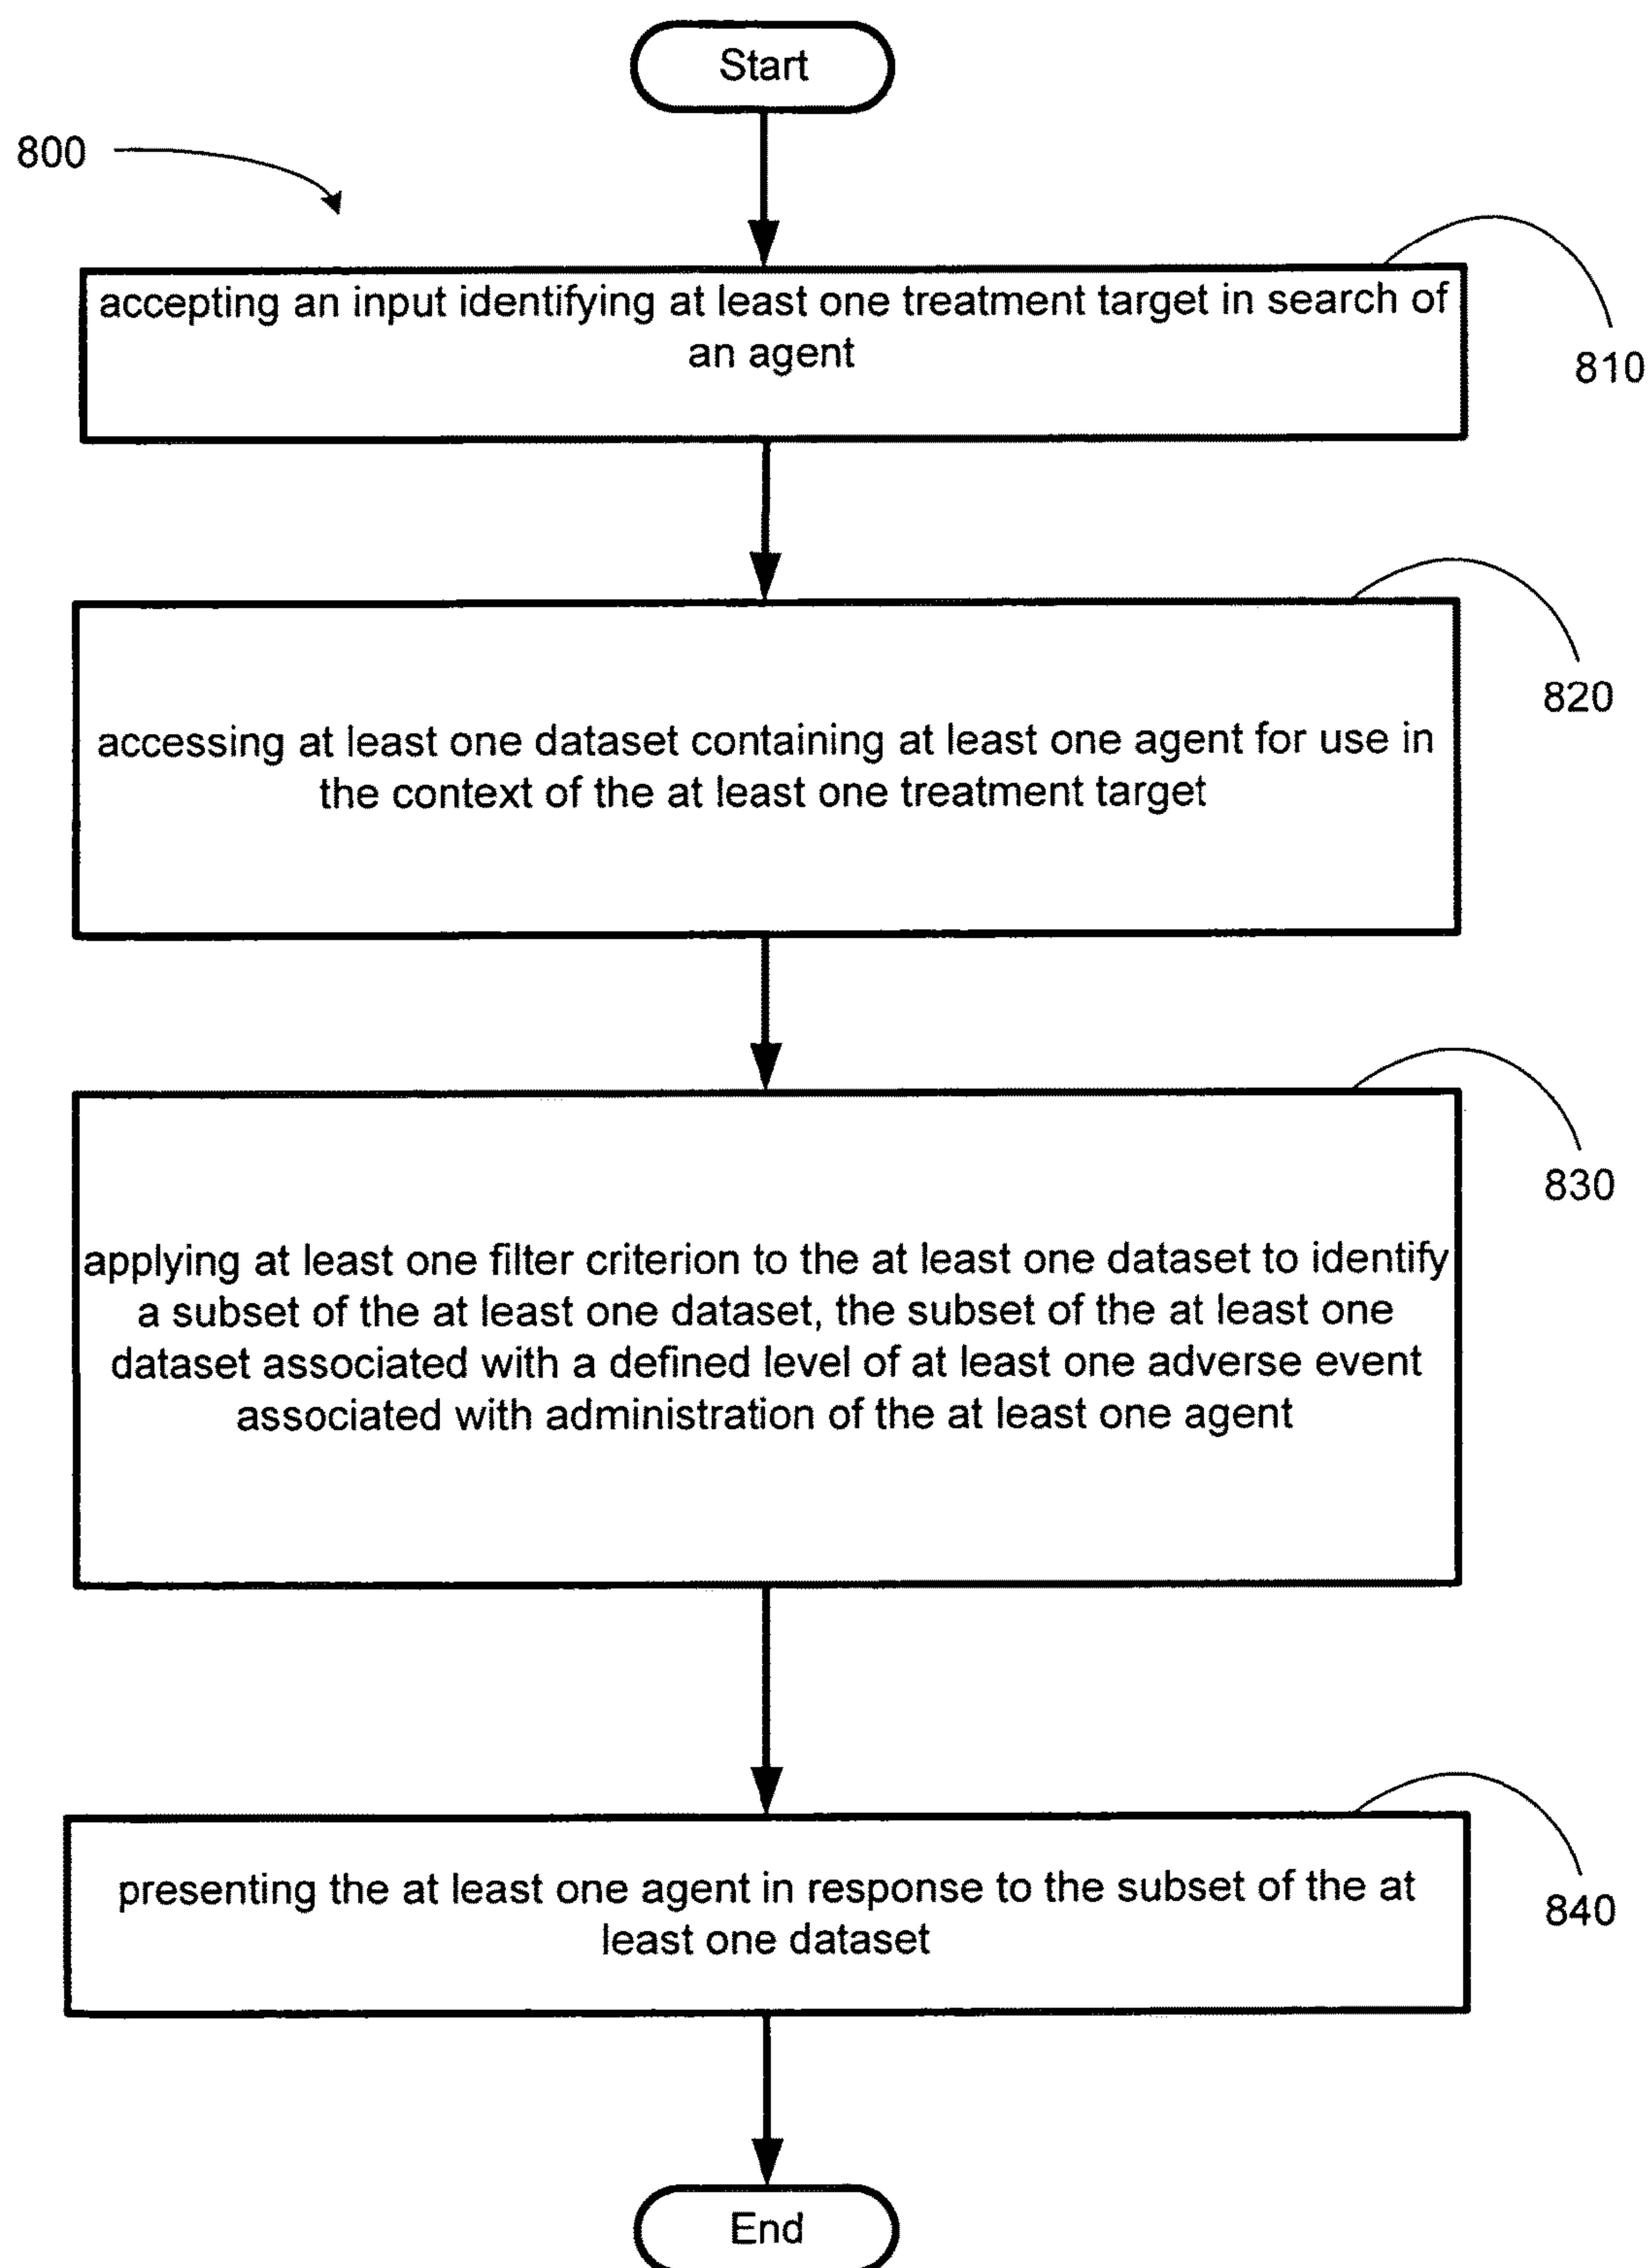 Start
800
accepting an input identifying at least one treatment target in search of
an agent
810
820
accessing at least one dataset containing at least one agent for use in
the context of the at least one treatment target
830
applying at least one filter criterion to the at least one dataset to identify
a subset of the at least one dataset, the subset of the at least one
dataset associated with a defined level of at least one adverse event
associated with administration of the at least one agent
presenting the at least one agent in response to the subset of the at
least one dataset
840
End